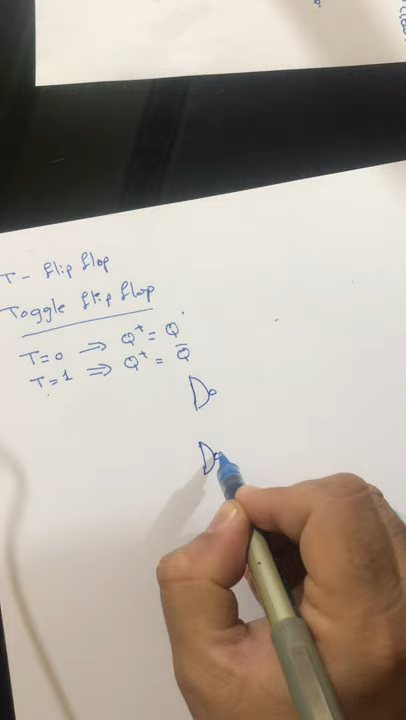 T- flip flop
Toggle flip flop
T=0 → Q⁺ = Q
T=1 ⇒ Q⁺ = Q̅